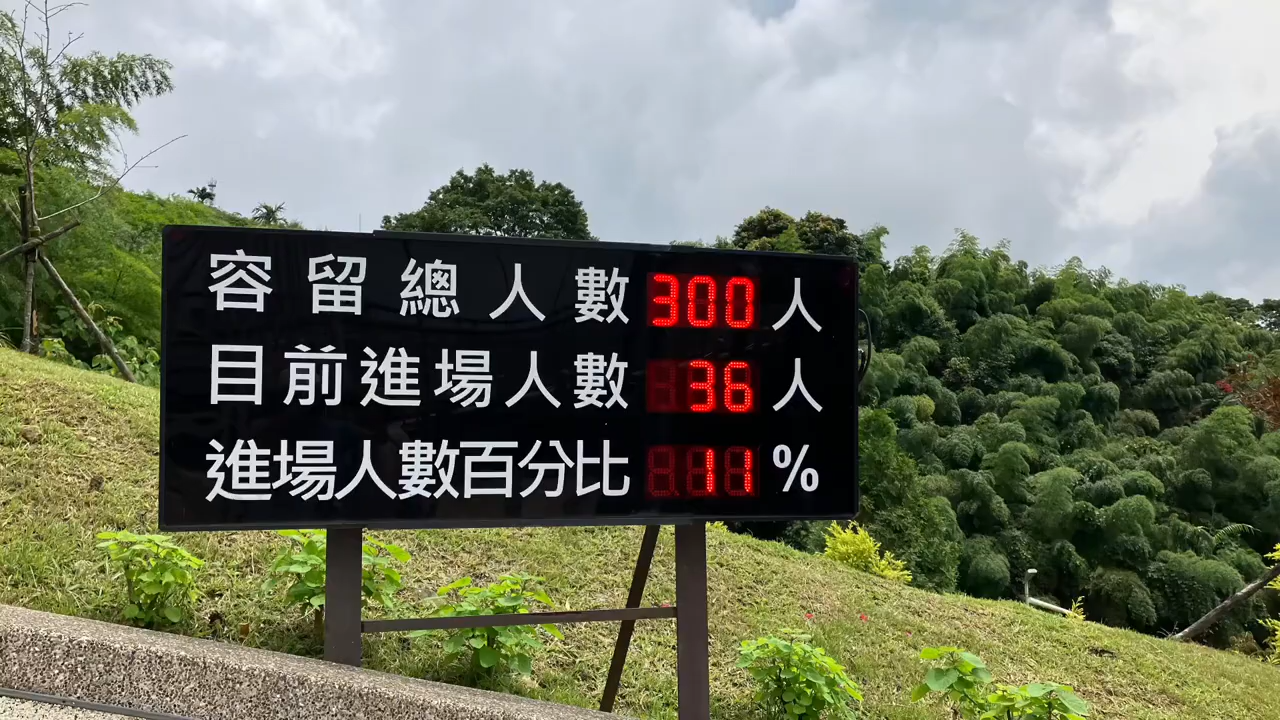 容留總人數 300 人
目前進場人數 36 人
進場人數百分比 11 %